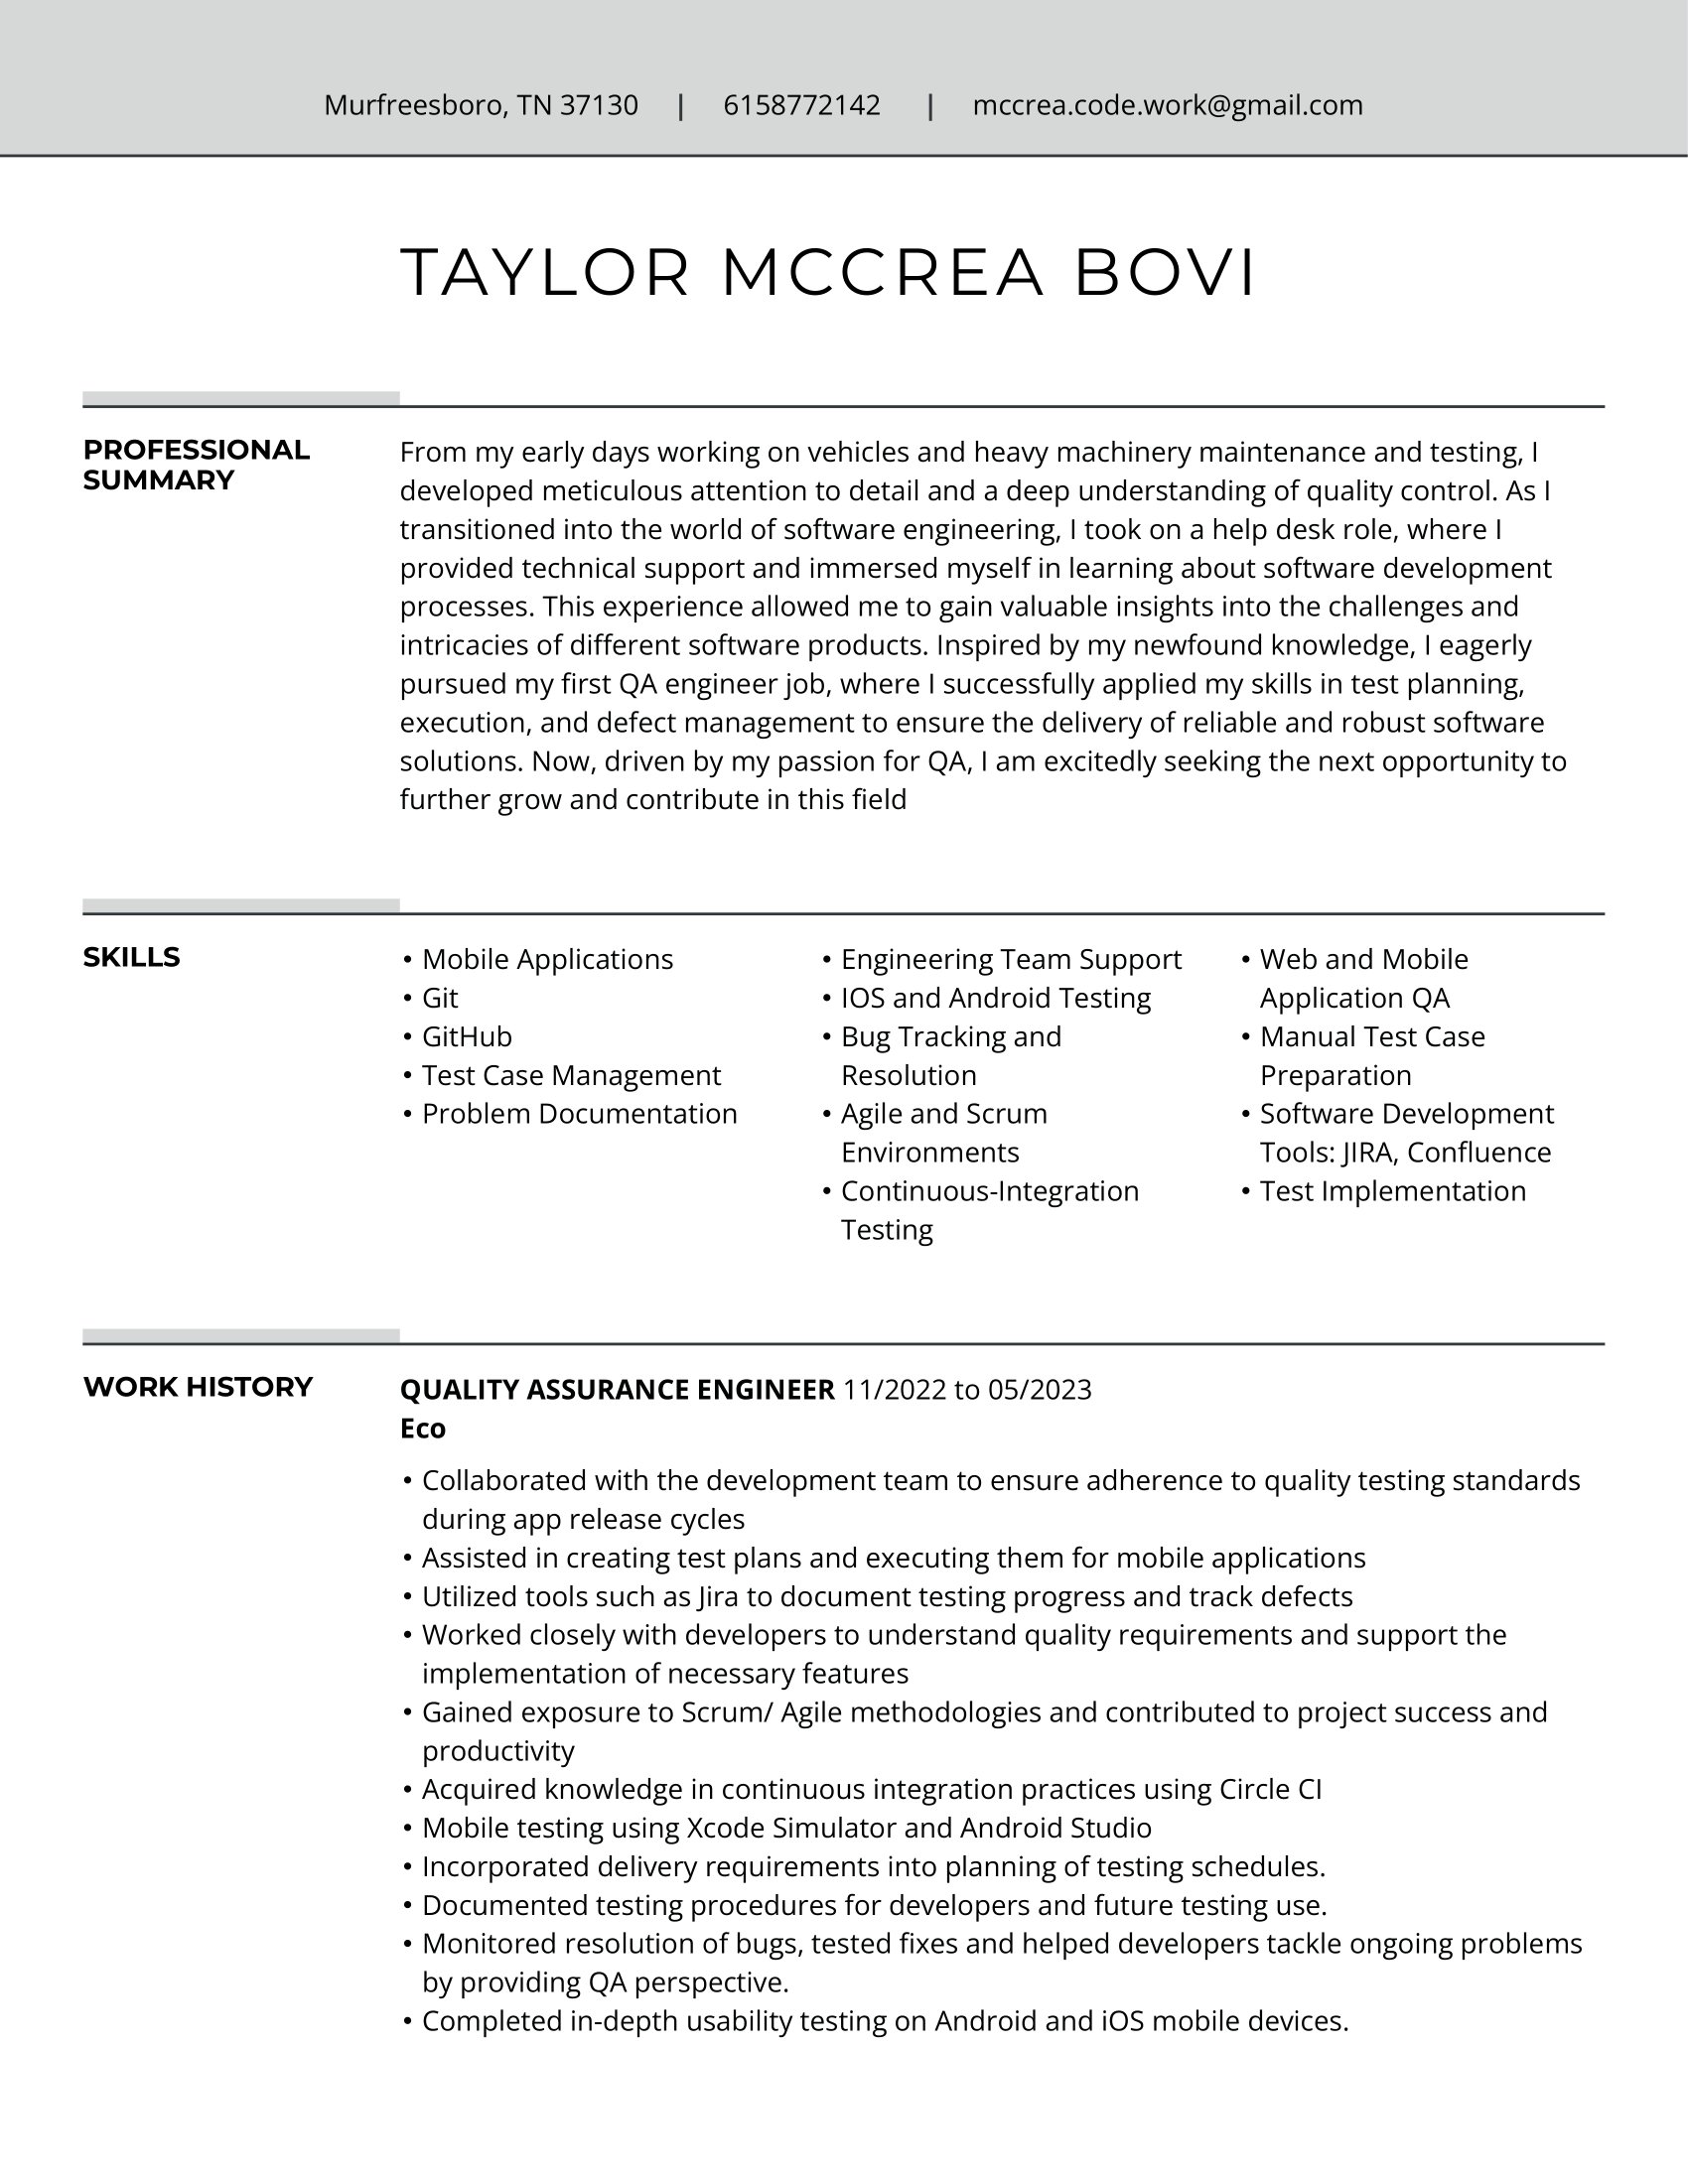 Murfreesboro, TN 37130 | 6158772142 | mccrea.code.work@gmail.com
TAYLOR MCCREA BOVI
PROFESSIONAL
SUMMARY
From my early days working on vehicles and heavy machinery maintenance and testing, I
developed meticulous attention to detail and a deep understanding of quality control. As I
transitioned into the world of software engineering, I took on a help desk role, where I
provided technical support and immersed myself in learning about software development
processes. This experience allowed me to gain valuable insights into the challenges and
intricacies of different software products. Inspired by my newfound knowledge, I eagerly
pursued my first QA engineer job, where I successfully applied my skills in test planning,
execution, and defect management to ensure the delivery of reliable and robust software
solutions. Now, driven by my passion for QA, I am excitedly seeking the next opportunity to
further grow and contribute in this field
SKILLS
• Mobile Applications
• Git
• GitHub
• Test Case Management
• Problem Documentation
• Engineering Team Support
• IOS and Android Testing
• Bug Tracking and
Resolution
• Agile and Scrum
Environments
• Continuous-Integration
Testing
• Web and Mobile
Application QA
• Manual Test Case
Preparation
• Software Development
Tools: JIRA, Confluence
• Test Implementation
WORK HISTORY
QUALITY ASSURANCE ENGINEER 11/2022 to 05/2023
Eco
• Collaborated with the development team to ensure adherence to quality testing standards
during app release cycles
• Assisted in creating test plans and executing them for mobile applications
• Utilized tools such as Jira to document testing progress and track defects
• Worked closely with developers to understand quality requirements and support the
implementation of necessary features
• Gained exposure to Scrum/ Agile methodologies and contributed to project success and
productivity
• Acquired knowledge in continuous integration practices using Circle CI
• Mobile testing using Xcode Simulator and Android Studio
• Incorporated delivery requirements into planning of testing schedules.
• Documented testing procedures for developers and future testing use.
• Monitored resolution of bugs, tested fixes and helped developers tackle ongoing problems
by providing QA perspective.
• Completed in-depth usability testing on Android and iOS mobile devices.